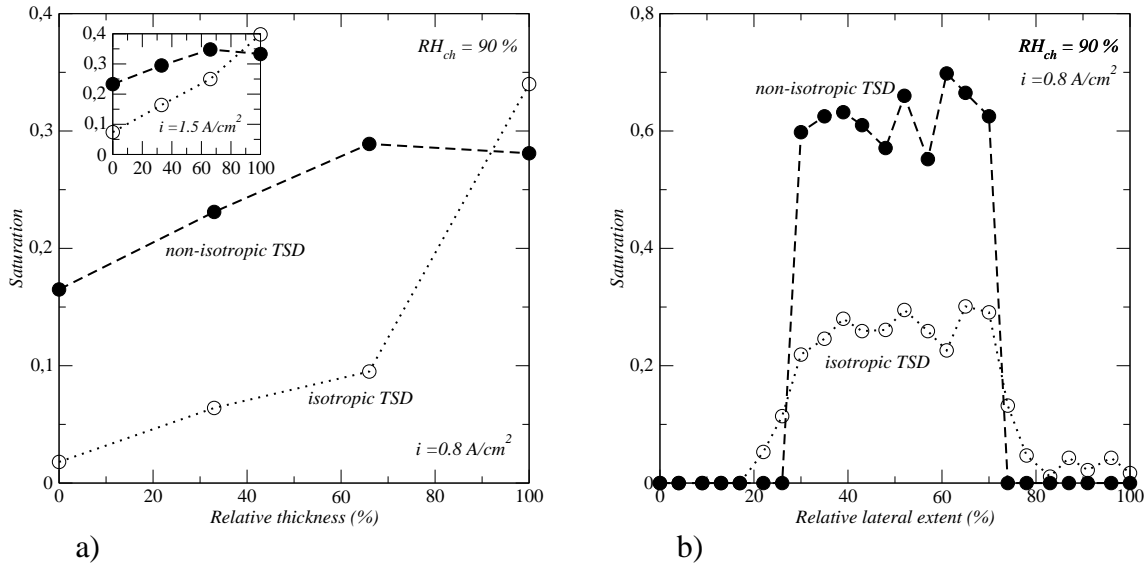 0,4
0,3
0,2
0,1
0
Saturation
0 20 40 60 80 100
Relative thickness (%)
RH_ch = 90 %
non-isotropic TSD
isotropic TSD
i =0.8 A/cm²
0,4
0,3
0,2
0,1
0
0 20 40 60 80 100
i =1.5 A/cm²
a)
0,8
0,6
0,4
0,2
0
Saturation
0 20 40 60 80 100
Relative lateral extent (%)
RH_ch = 90 %
i =0.8 A/cm²
non-isotropic TSD
isotropic TSD
b)